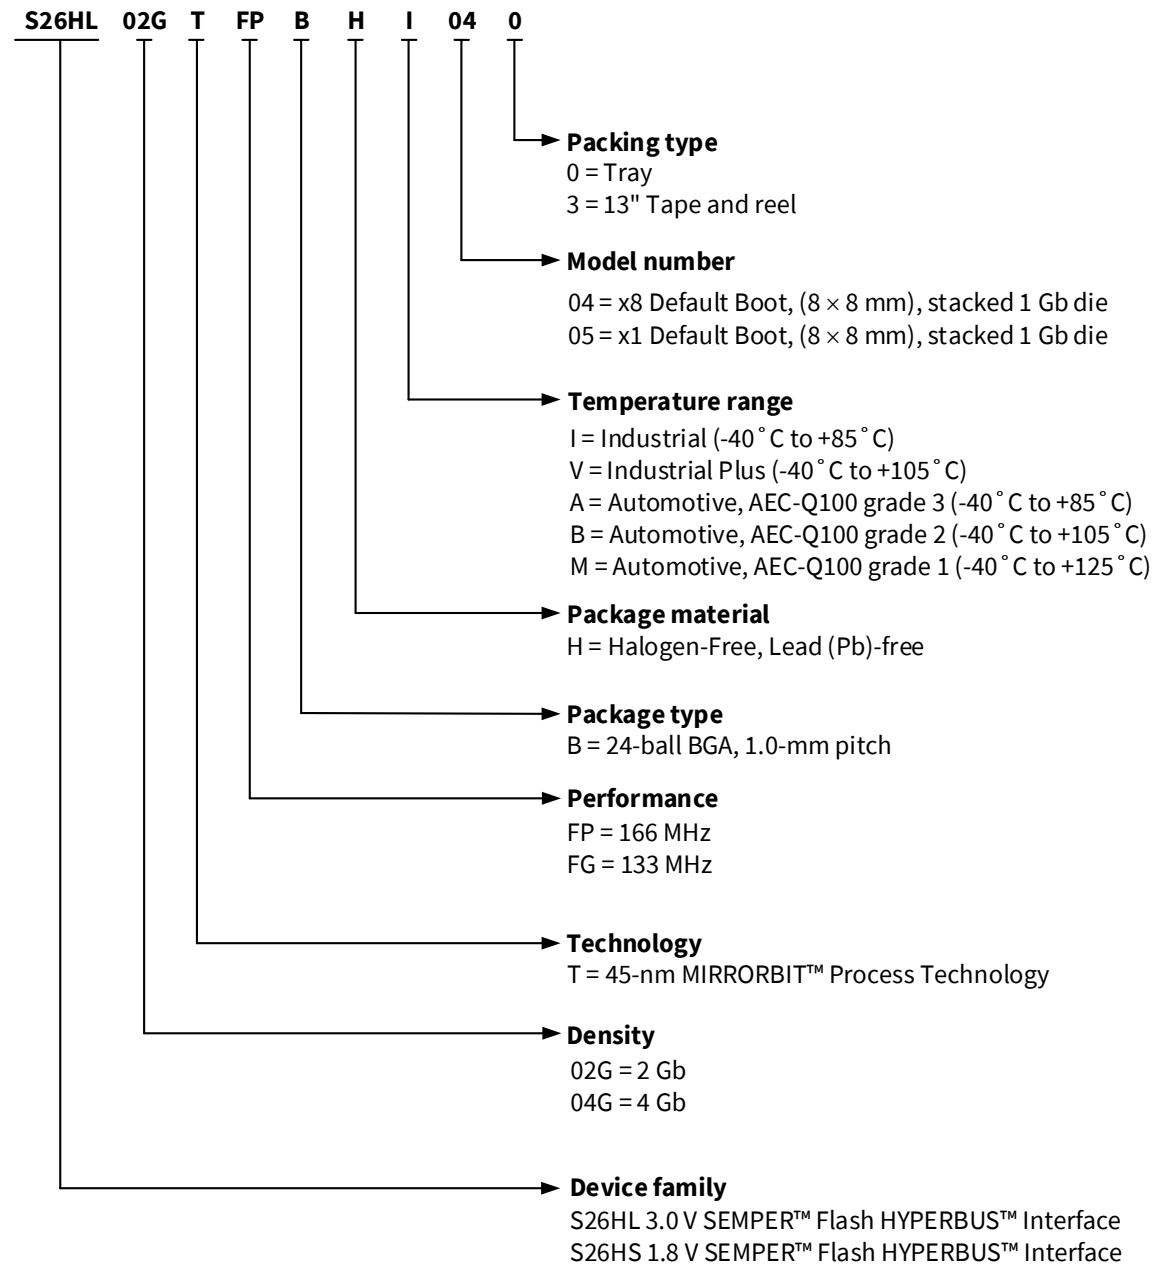 S26HL 02G T FP B H I 04 0
Packing type
0 = Tray
3 = 13" Tape and reel
Model number
04 = x8 Default Boot, (8 × 8 mm), stacked 1 Gb die
05 = x1 Default Boot, (8 × 8 mm), stacked 1 Gb die
Temperature range
I = Industrial (-40˚C to +85˚C)
V = Industrial Plus (-40˚C to +105˚C)
A = Automotive, AEC-Q100 grade 3 (-40˚C to +85˚C)
B = Automotive, AEC-Q100 grade 2 (-40˚C to +105˚C)
M = Automotive, AEC-Q100 grade 1 (-40˚C to +125˚C)
Package material
H = Halogen-Free, Lead (Pb)-free
Package type
B = 24-ball BGA, 1.0-mm pitch
Performance
FP = 166 MHz
FG = 133 MHz
Technology
T = 45-nm MIRRORBIT™ Process Technology
Density
02G = 2 Gb
04G = 4 Gb
Device family
S26HL 3.0 V SEMPER™ Flash HYPERBUS™ Interface
S26HS 1.8 V SEMPER™ Flash HYPERBUS™ Interface